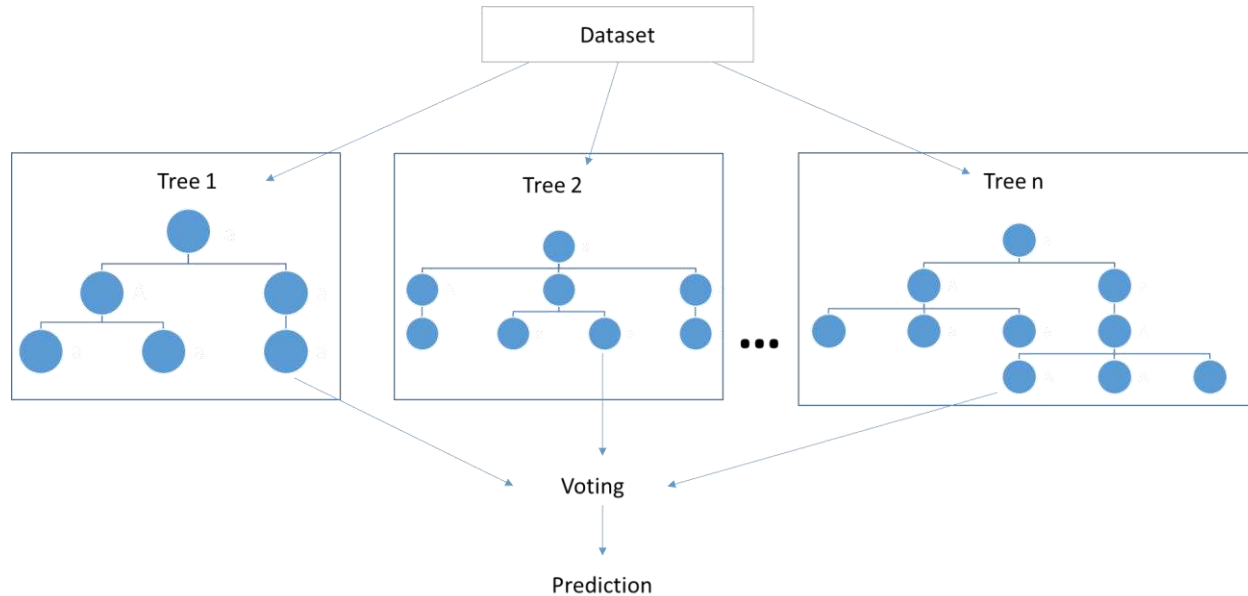 Dataset
Tree 1
Tree 2
Tree n
...
Voting
Prediction